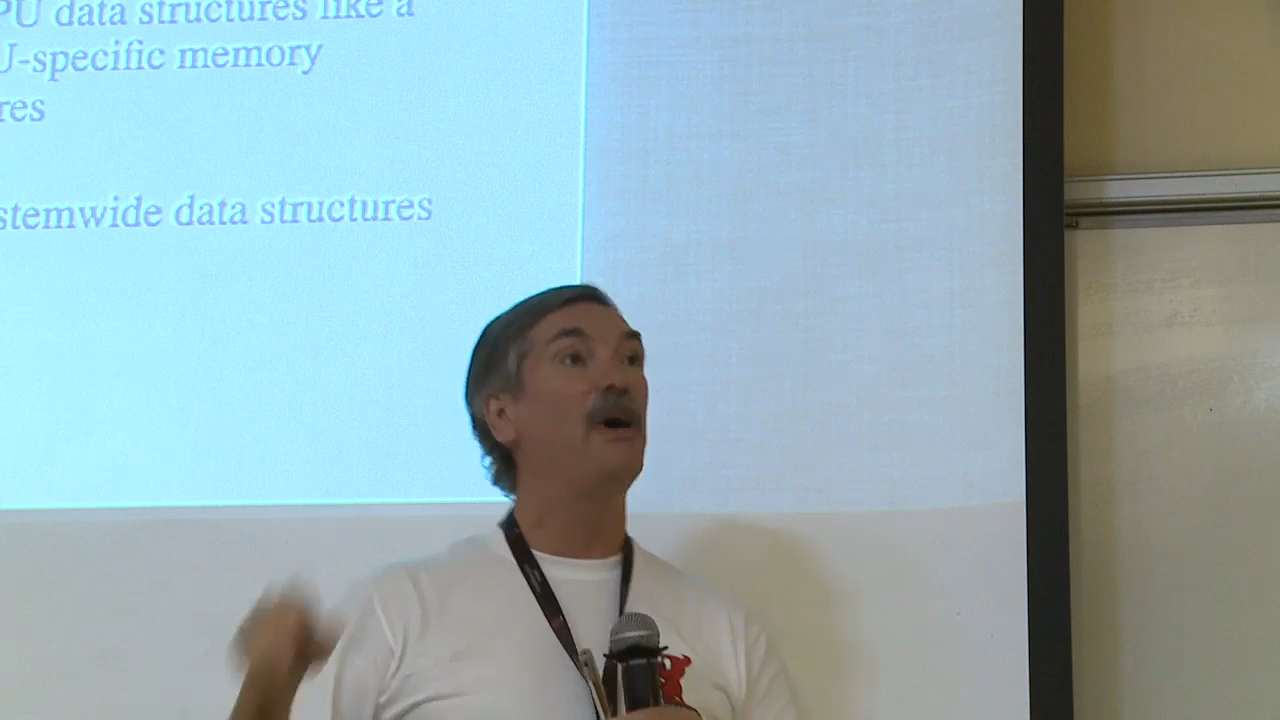 PU data structures like a
U-specific memory
res
stemwide data structures